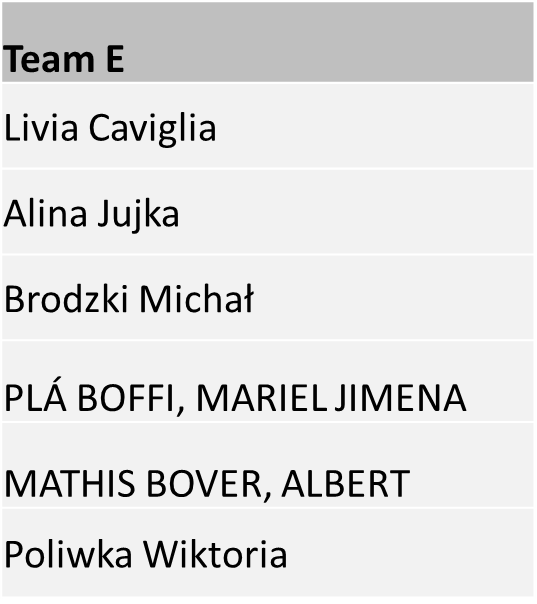 Team E
Livia Caviglia
Alina Jujka
Brodzki Michał
PLÁ BOFFI, MARIEL JIMENA
MATHIS BOVER, ALBERT
Poliwka Wiktoria